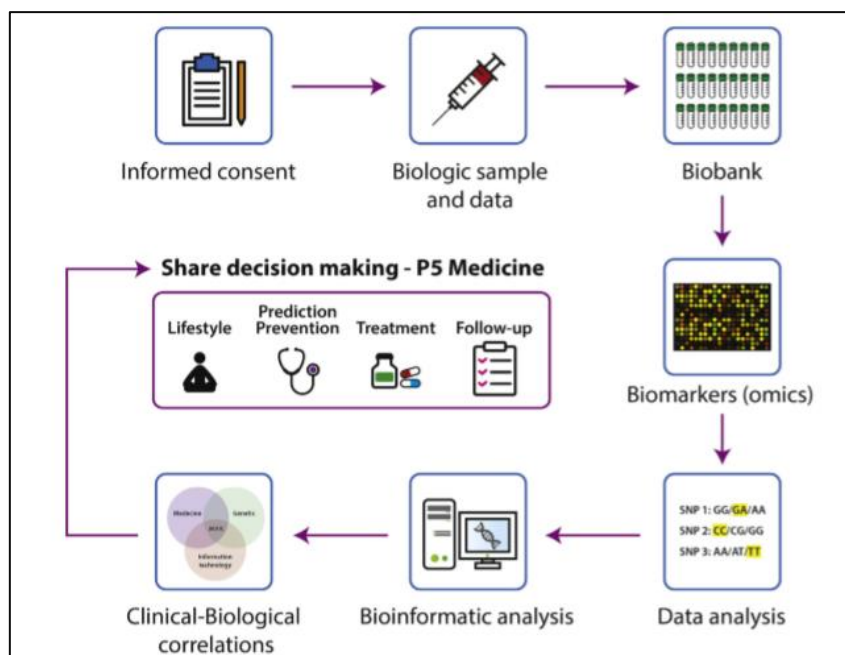 Informed consent
Biologic sample
and data
Biobank
Share decision making - P5 Medicine
Lifestyle
Prediction
Prevention
Treatment
Follow-up
Biomarkers (omics)
Medicine
Genetic
Information
technology
Clinical-Biological
correlations
Bioinformatic analysis
SNP 1: GG/GA/AA
SNP 2: CC/CG/GG
SNP 3: AA/AT/TT
Data analysis